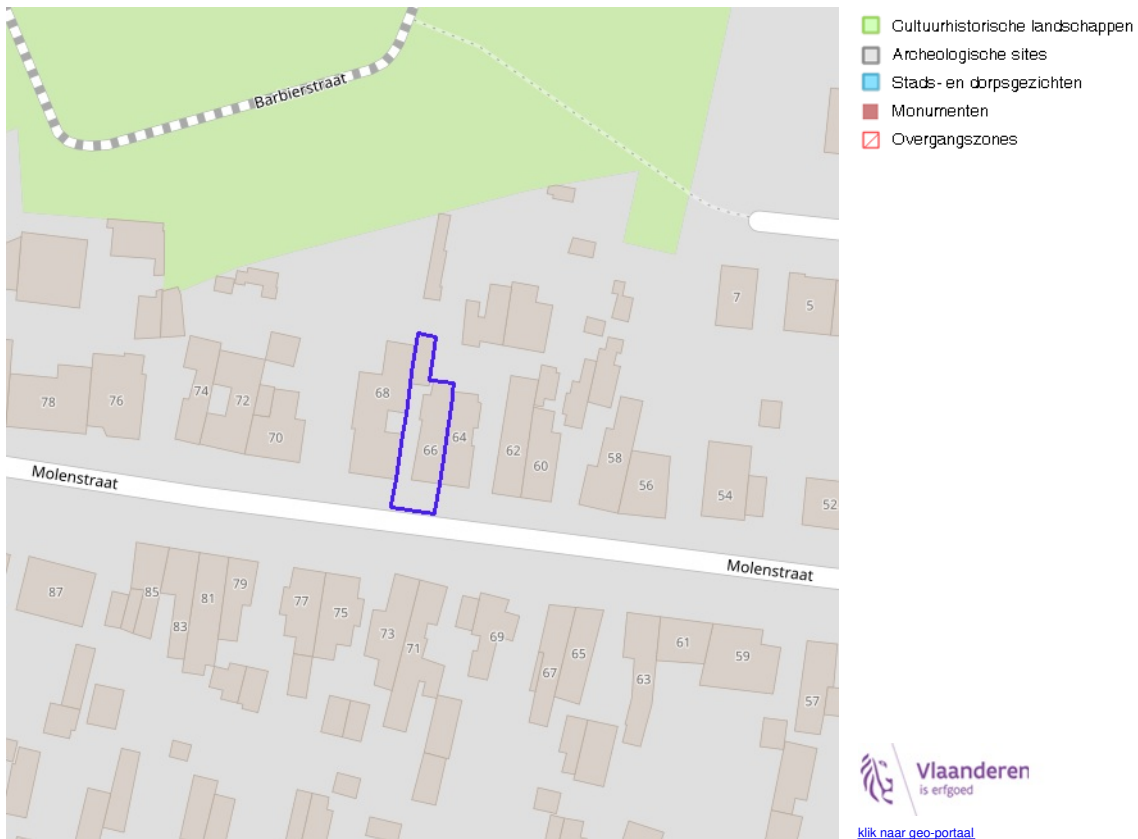 Barbierstraat
Cultuurhistorische landschappen
Archeologische sites
Stads- en dorpsgezichten
Monumenten
Overgangszones
7
5
78
76
74
72
70
68
66
64
62
60
58
56
54
52
Molenstraat
Molenstraat
87
85
83
81
79
77
75
73
71
69
67
65
63
61
59
57
Vlaanderen
is erfgoed
klik naar geo-portaal